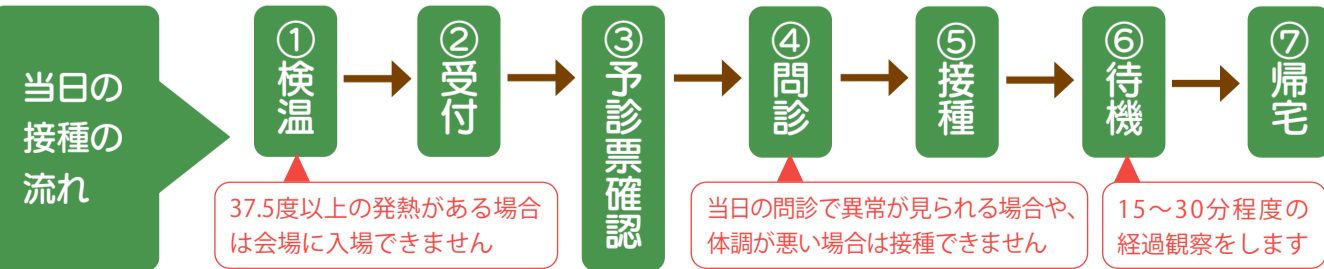 当日の
接種の
流れ
①検温
②受付
③予診票確認
④問診
⑤接種
⑥待機
⑦帰宅
37.5度以上の発熱がある場合
は会場に入場できません
当日の問診で異常が見られる場合や、
体調が悪い場合は接種できません
15～30分程度の
経過観察をします